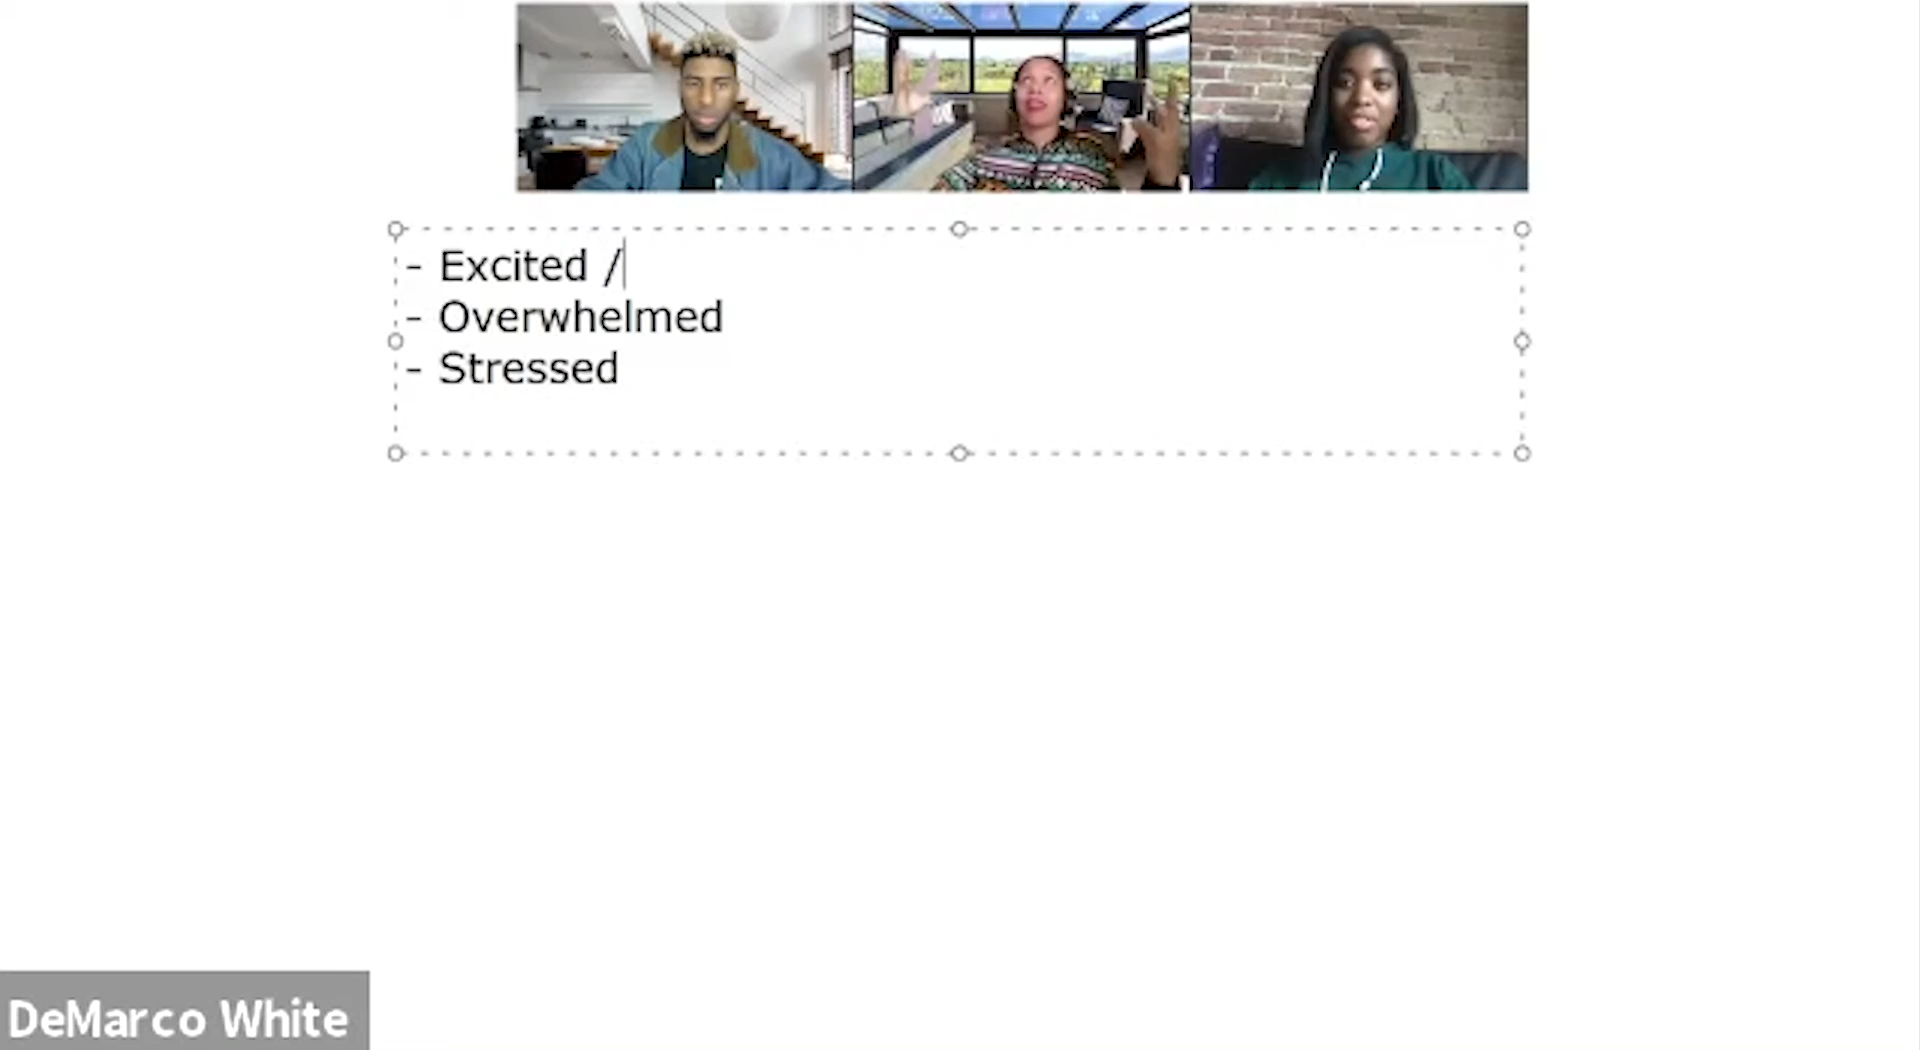 - Excited /
- Overwhelmed
- Stressed
DeMarco White